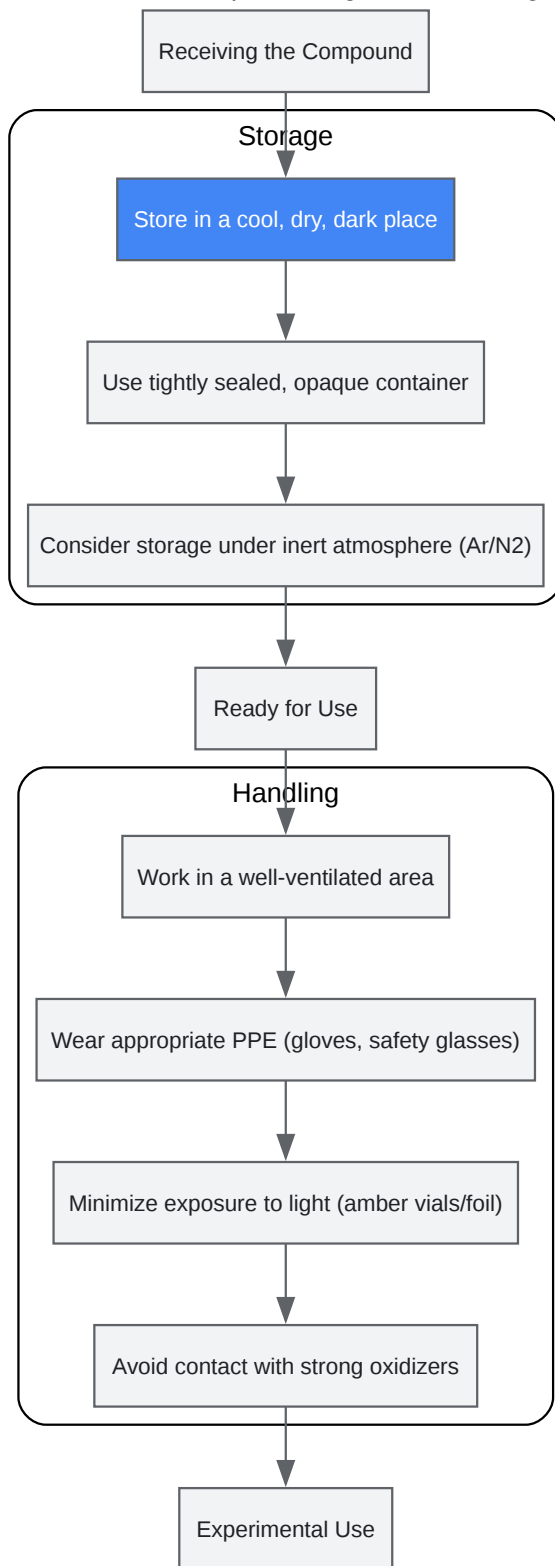 Receiving the Compound
Storage
Store in a cool, dry, dark place
Use tightly sealed, opaque container
Consider storage under inert atmosphere (Ar/N2)
Ready for Use
Handling
Work in a well-ventilated area
Wear appropriate PPE (gloves, safety glasses)
Minimize exposure to light (amber vials/foil)
Avoid contact with strong oxidizers
Experimental Use